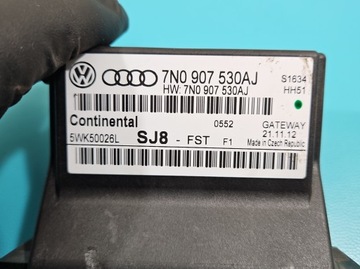 7N0 907 530AJ S1634
HW: 7N0 907 530AJ HH51
Continental 0552 GATEWAY
21.11.12
5WK50026L SJ8 - FST F1 Made in Czech Republic